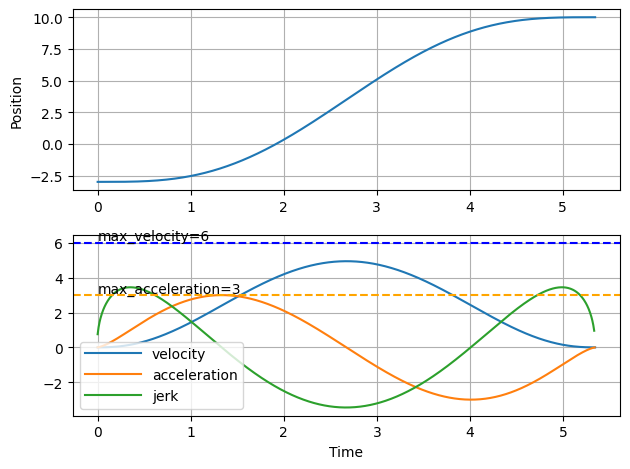 10.0
7.5
5.0
2.5
0.0
−2.5
Position
0 1 2 3 4 5
max_velocity=6
max_acceleration=3
6
4
2
0
−2
velocity
acceleration
jerk
0 1 2 3 4 5
Time